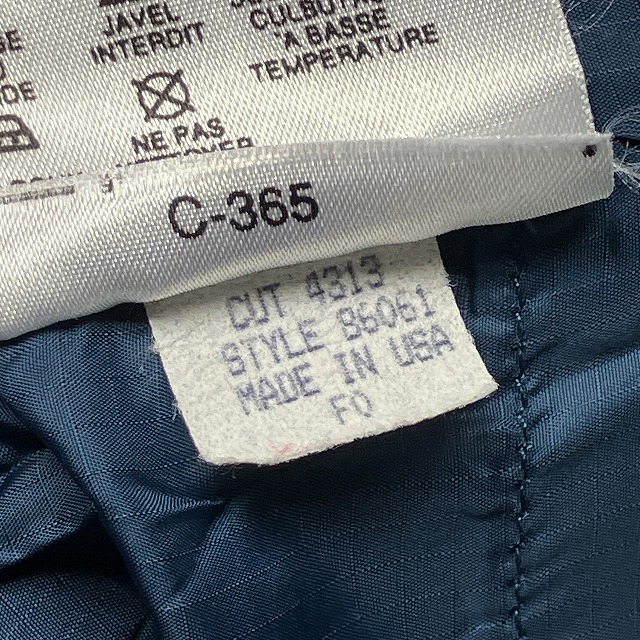 JAVEL
INTERDIT
CULBUTAGE
'A BASSE
TEMPERATURE
NE PAS
C-365
CUT 4313
STYLE 86061
MADE IN USA
FO